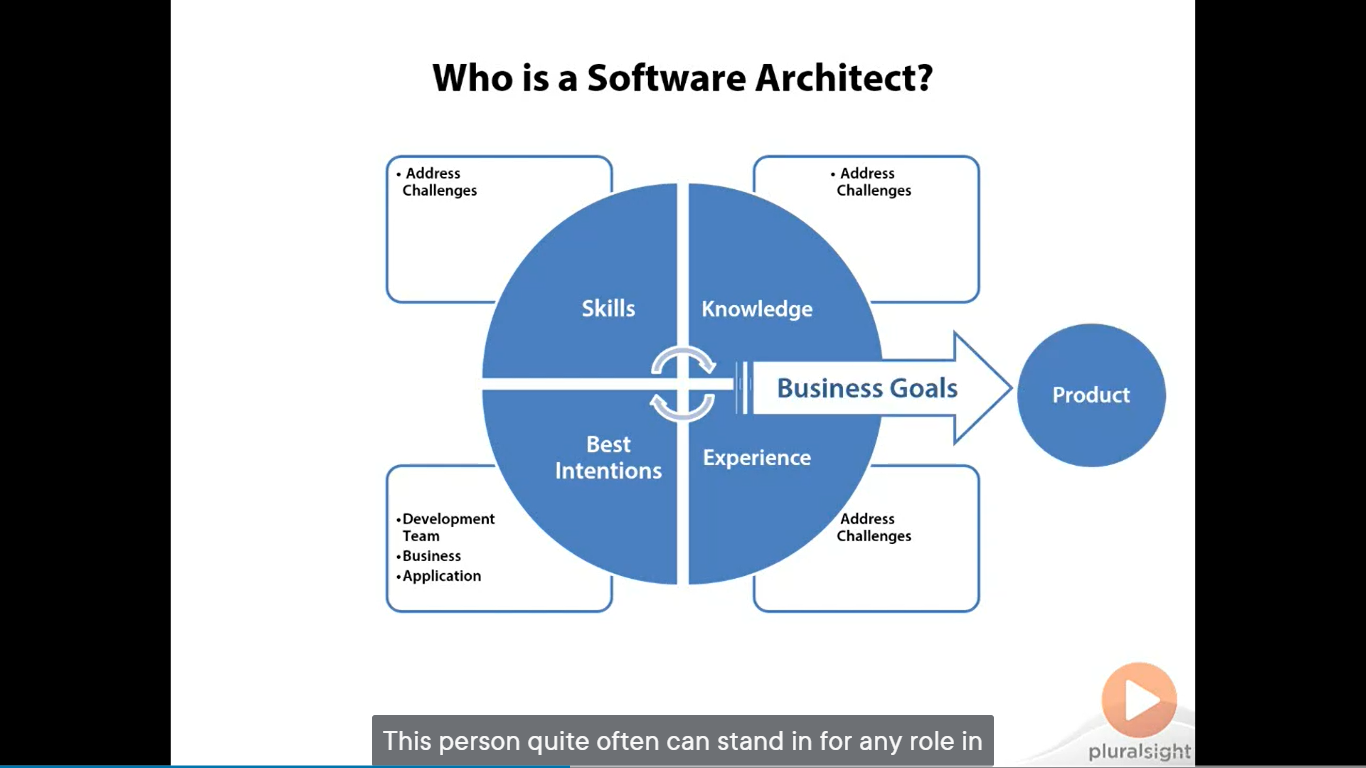 Who is a Software Architect?
• Address
Challenges
• Address
Challenges
Skills
Knowledge
Business Goals
Product
Best
Intentions
Experience
•Development
Team
•Business
•Application
Address
Challenges
This person quite often can stand in for any role in
pluralsight